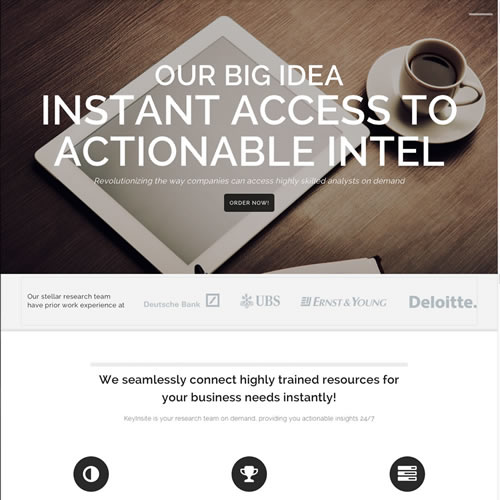 OUR BIG IDEA
INSTANT ACCESS TO
ACTIONABLE INTEL
Revolutionizing the way companies can access highly skilled analysts on demand
ORDER NOW!
Our stellar research team
have prior work experience at
Deutsche Bank
UBS
ERNST & YOUNG
Deloitte.
We seamlessly connect highly trained resources for
your business needs instantly!
KeyInsite is your research team on demand, providing you actionable insights 24/7